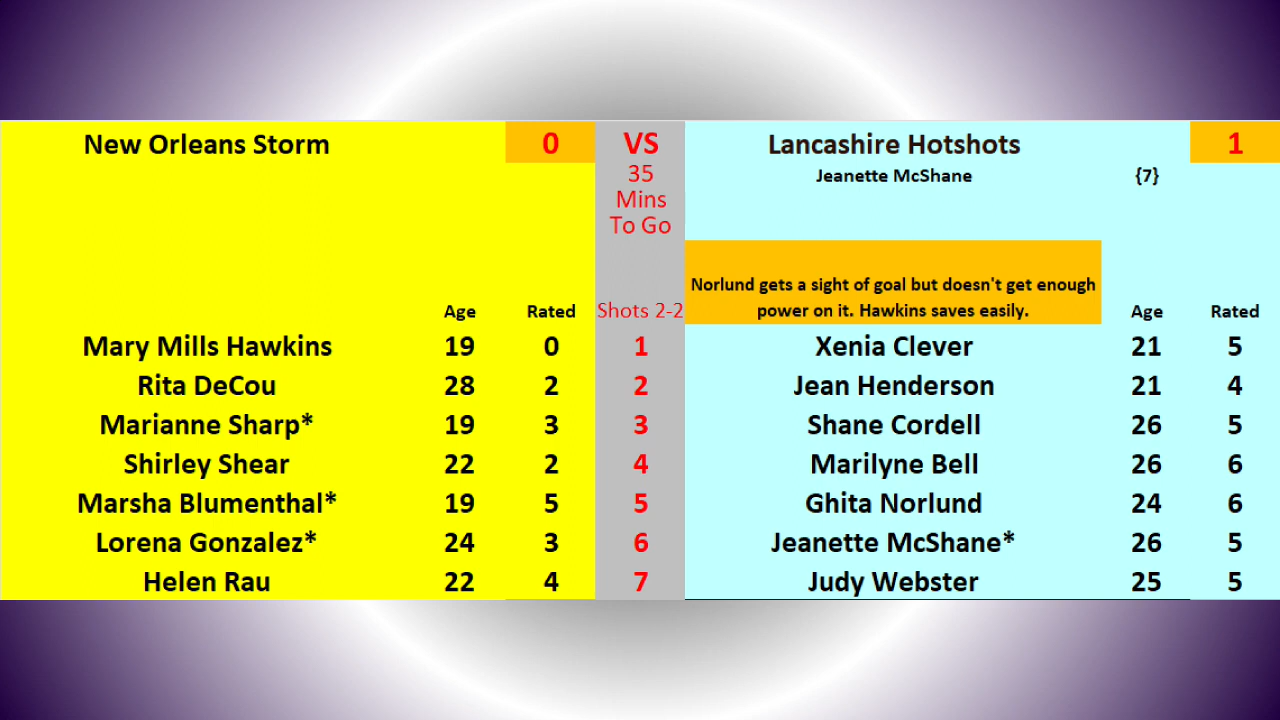 New Orleans Storm 0 VS Lancashire Hotshots 1
35 Jeanette McShane {7}
Mins
To Go
Norlund gets a sight of goal but doesn't get enough
Age Rated Shots 2-2 power on it. Hawkins saves easily. Age Rated
Mary Mills Hawkins 19 0 1 Xenia Clever 21 5
Rita DeCou 28 2 2 Jean Henderson 21 4
Marianne Sharp* 19 3 3 Shane Cordell 26 5
Shirley Shear 22 2 4 Marilyne Bell 26 6
Marsha Blumenthal* 19 5 5 Ghita Norlund 24 6
Lorena Gonzalez* 24 3 6 Jeanette McShane* 26 5
Helen Rau 22 4 7 Judy Webster 25 5